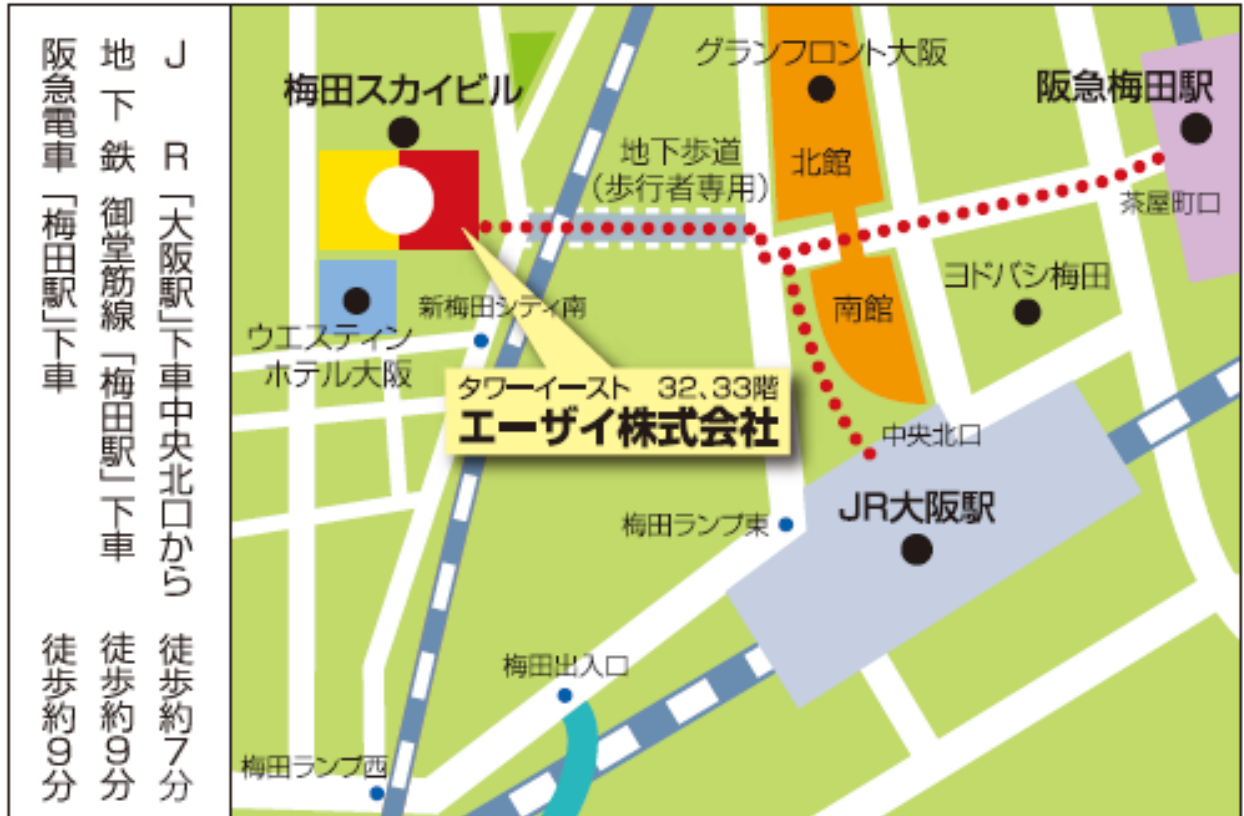 J R「大阪駅」下車中央北口から 徒歩約7分
地下鉄 御堂筋線「梅田駅」下車 徒歩約9分
阪急電車「梅田駅」下車 徒歩約9分
グランフロント大阪
梅田スカイビル
阪急梅田駅
地下歩道
(歩行者専用)
北館
茶屋町口
ヨドバシ梅田
新梅田シティ南
南館
ウエスティン
ホテル大阪
タワーイースト 32、33階
エーザイ株式会社
中央北口
JR大阪駅
梅田ランプ東
梅田出入口
梅田ランプ西